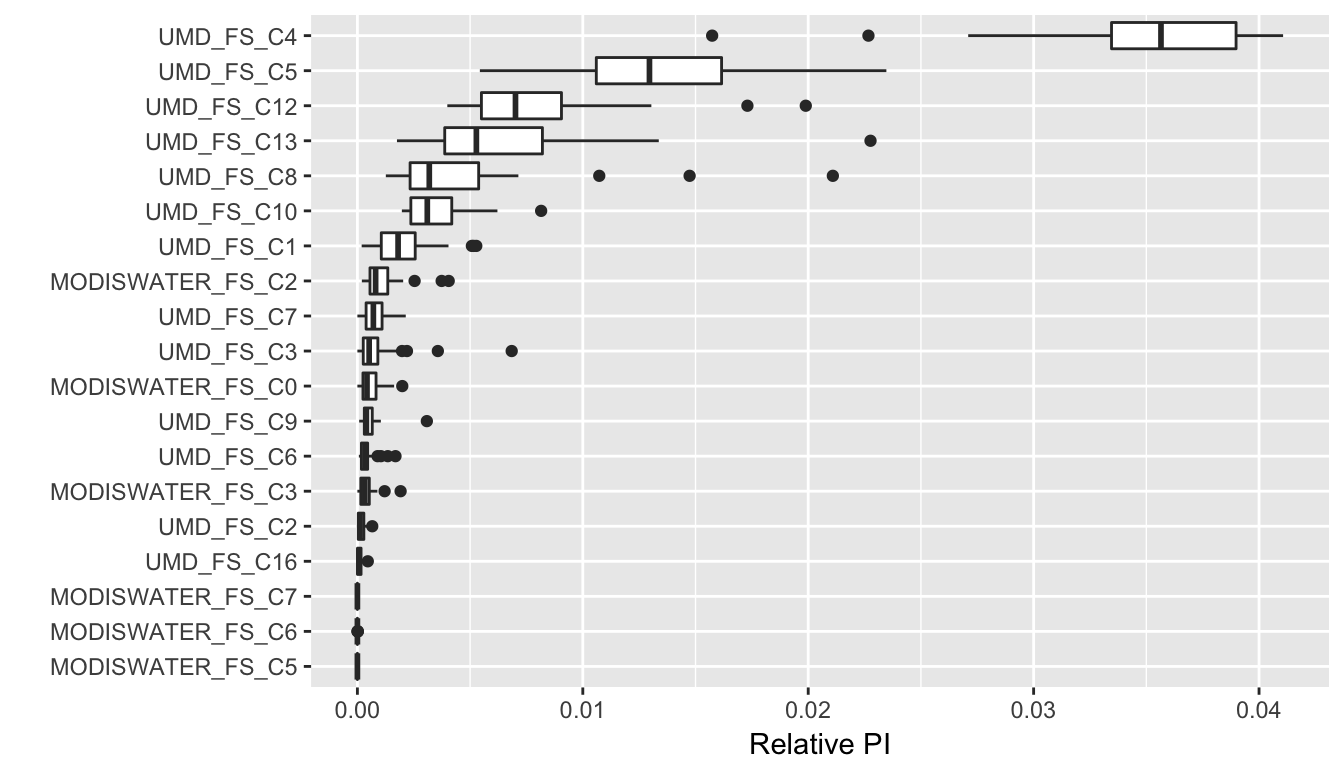 UMD_FS_C4
UMD_FS_C5
UMD_FS_C12
UMD_FS_C13
UMD_FS_C8
UMD_FS_C10
UMD_FS_C1
MODISWATER_FS_C2
UMD_FS_C7
UMD_FS_C3
MODISWATER_FS_C0
UMD_FS_C9
UMD_FS_C6
MODISWATER_FS_C3
UMD_FS_C2
UMD_FS_C16
MODISWATER_FS_C7
MODISWATER_FS_C6
MODISWATER_FS_C5
0.00 0.01 0.02 0.03 0.04
Relative PI